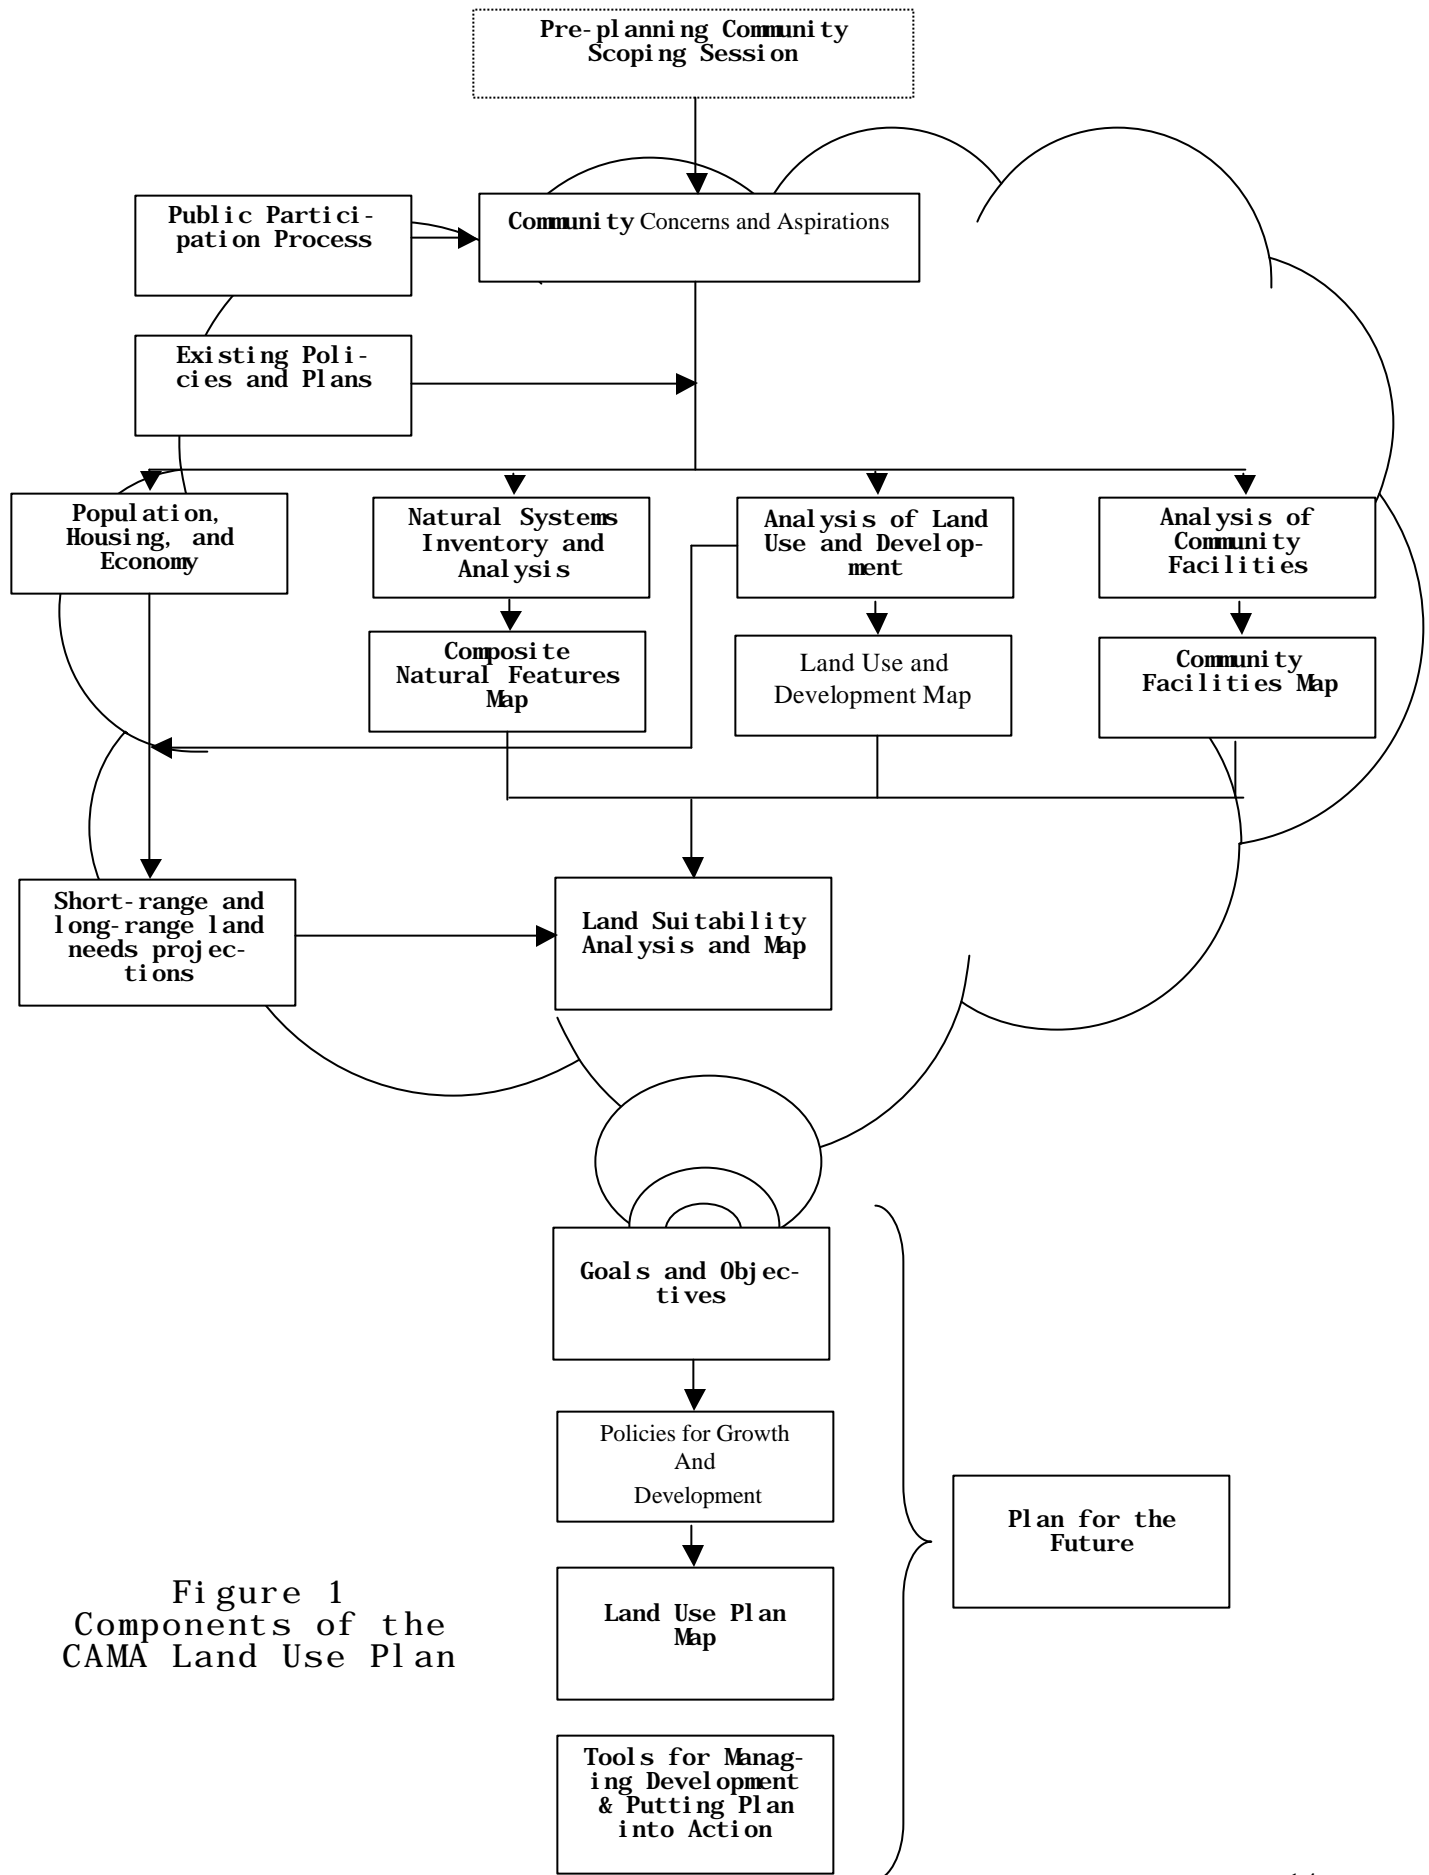 Pre-planning Community
Scoping Session
Public Partici-
pation Process
Community Concerns and Aspirations
Existing Poli-
cies and Plans
Population,
Housing, and
Economy
Natural Systems
Inventory and
Analysis
Analysis of Land
Use and Develop-
ment
Analysis of
Community
Facilities
Composite
Natural Features
Map
Land Use and
Development Map
Community
Facilities Map
Short-range and
long-range land
needs projec-
tions
Land Suitability
Analysis and Map
Goals and Objec-
tives
Policies for Growth
And
Development
Plan for the
Future
Land Use Plan
Map
Figure 1
Components of the
CAMA Land Use Plan
Tools for Manag-
ing Development
& Putting Plan
into Action